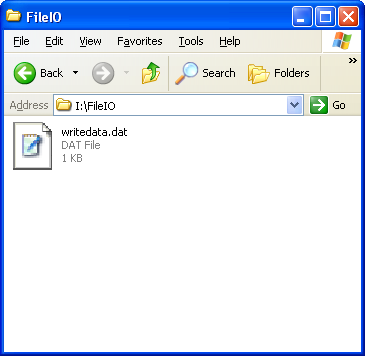 FileIO
File Edit View Favorites Tools Help
Back Search Folders »
Address I:\FileIO Go
writedata.dat
DAT File
1 KB